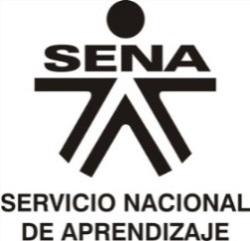 SENA
SERVICIO NACIONAL
DE APRENDIZAJE